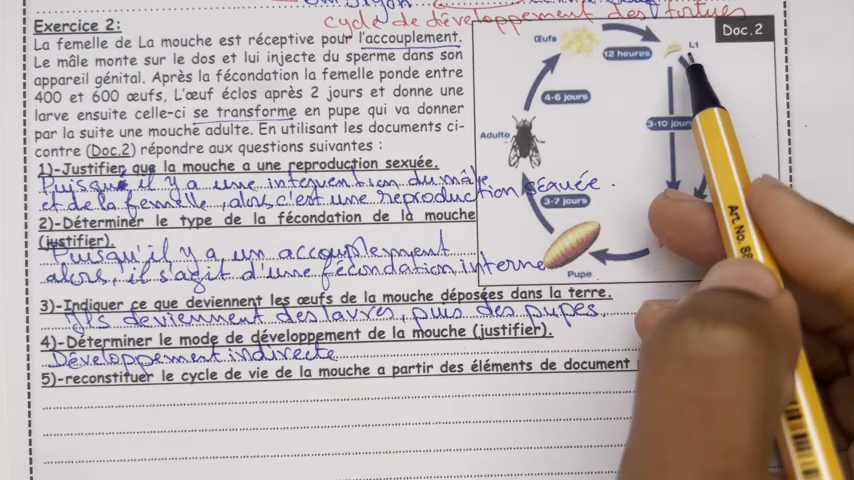 cycle de développement des tortues
Exercice 2:
La femelle de La mouche est réceptive pour l'accouplement.
Le mâle monte sur le dos et lui injecte du sperme dans son
appareil génital. Après la fécondation la femelle ponde entre
400 et 600 œufs, L'œuf éclos après 2 jours et donne une
larve ensuite celle-ci se transforme en pupe qui va donner
par la suite une mouche adulte. En utilisant les documents ci-
contre (Doc.2) répondre aux questions suivantes :
1)-Justifier que la mouche a une reproduction sexuée.
Puisque il y a une intervention du mâle
et de la femelle, alors c'est une reproduction sexuée.
2)-Déterminer le type de la fécondation de la mouche
(justifier).
Puisqu'il y a un accouplement
alors, il s'agit d'une fécondation interne
3)-Indiquer ce que deviennent les œufs de la mouche déposées dans la terre.
Ils deviennent des lavres, puis des pupes.
4)-Déterminer le mode de développement de la mouche (justifier).
Développement indirecte
5)-reconstituer le cycle de vie de la mouche a partir des éléments de document
Doc.2
Œufs
12 heures
L1
4-6 jours
3-10 jours
Adulte
3-7 jours
Pupe
Art No. 88